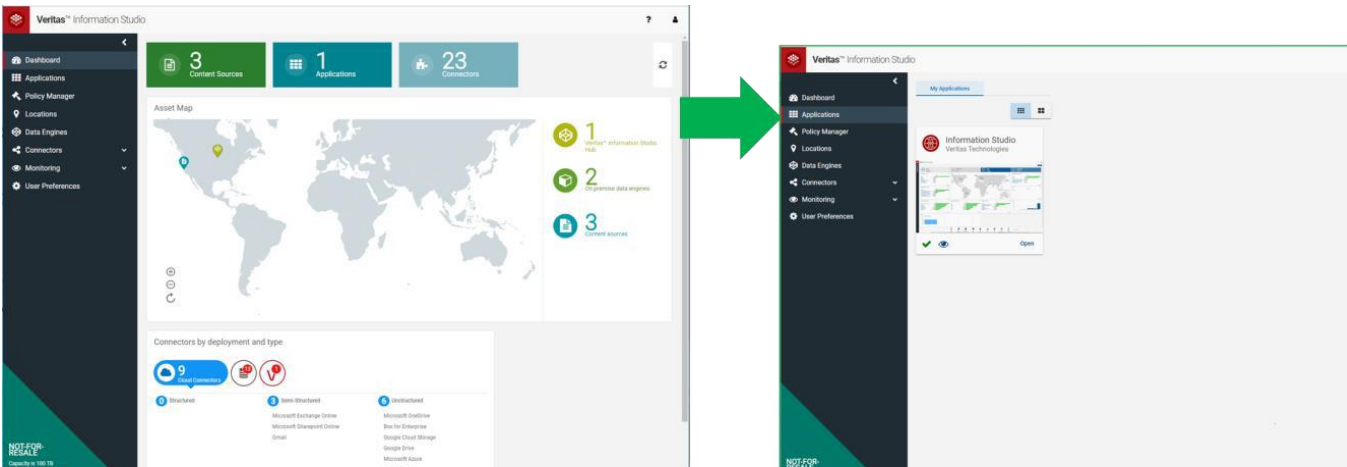 Veritas™ Information Studio
?
Dashboard
Applications
Policy Manager
Locations
Data Engines
Connectors
Monitoring
User Preferences
NOT-FOR-
RESALE
Capacity is 100 TB
3
Content Sources
1
Applications
23
Connectors
Asset Map
1
Veritas™ Information Studio
Hub
2
On premise data engines
3
Content sources
Connectors by deployment and type
9
Cloud Connectors
0 Structured
3 Semi-Structured
Microsoft Exchange Online
Microsoft Sharepoint Online
Gmail
6 Unstructured
Microsoft OneDrive
Box for Enterprise
Google Cloud Storage
Google Drive
Microsoft Azure
Veritas™ Information Studio
Dashboard
Applications
Policy Manager
Locations
Data Engines
Connectors
Monitoring
User Preferences
NOT-FOR-
My Applications
Information Studio
Veritas Technologies
Open